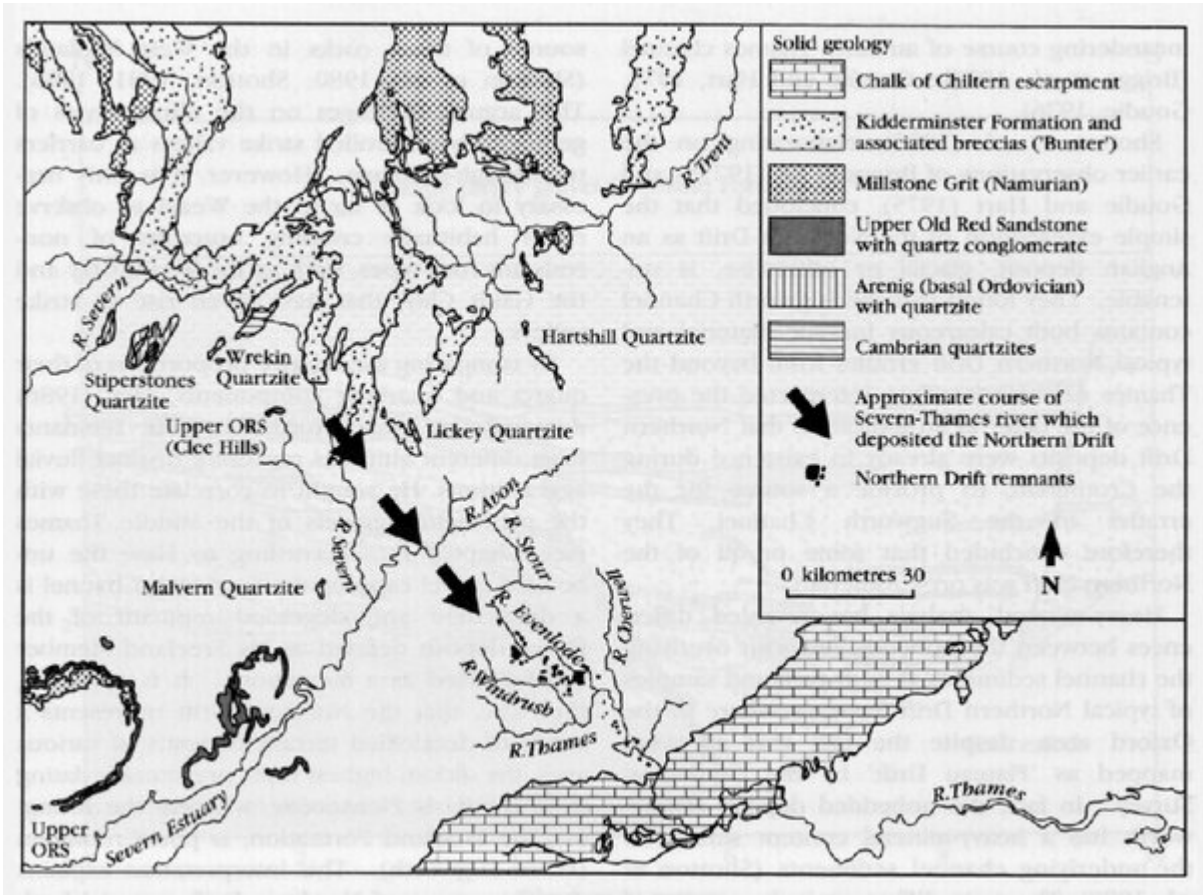 Solid geology
Chalk of Chiltern escarpment
Kidderminster Formation and
associated breccias ('Bunter')
Millstone Grit (Namurian)
Upper Old Red Sandstone
with quartz conglomerate
Arenig (basal Ordovician)
with quartzite
Cambrian quartzites
Approximate course of
Severn-Thames river which
deposited the Northern Drift
Northern Drift remnants
0 kilometres 30
N
R. Trent
R. Severn
Hartshill Quartzite
Wrekin
Quartzite
Stiperstones
Quartzite
Upper ORS
(Clee Hills)
Lickey Quartzite
R. Avon
R. Stour
R. Severn
Malvern Quartzite
R. Evenlode
R. Cherwell
R. Windrush
R. Thames
R. Thames
Upper
ORS
Severn Estuary